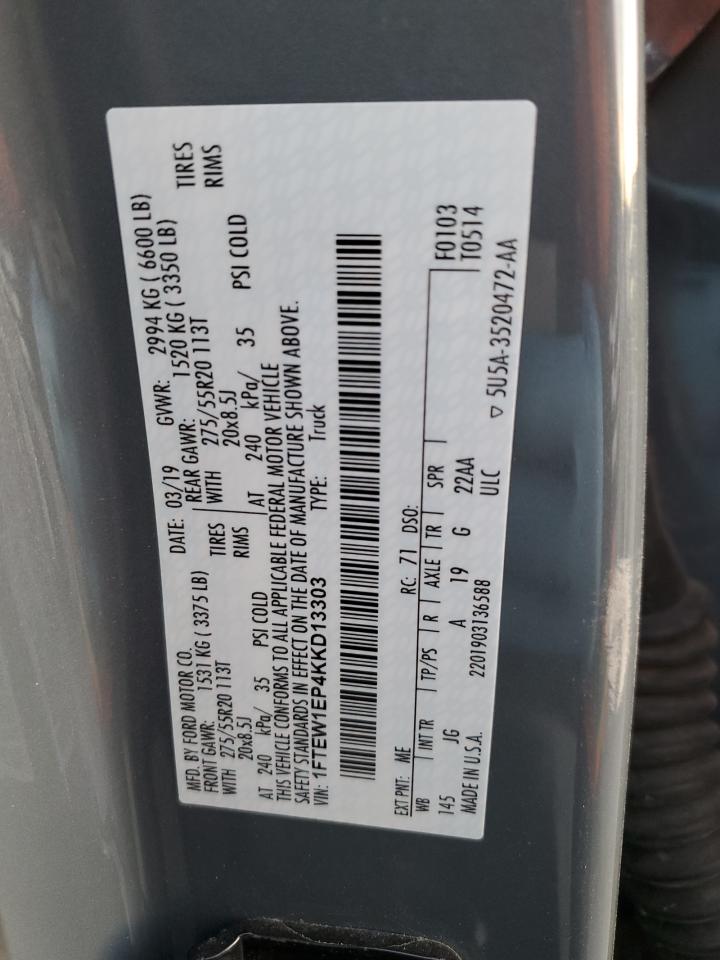 MFD. BY FORD MOTOR CO. DATE: 03/19 GVWR: 2994 KG ( 6600 LB)
FRONT GAWR: 1531 KG ( 3375 LB) REAR GAWR: 1520 KG ( 3350 LB)
WITH 275/55R20 113T TIRES WITH 275/55R20 113T TIRES
20x8.5J RIMS 20x8.5J RIMS
AT 240 kPa/ 35 PSI COLD AT 240 kPa/ 35 PSI COLD
THIS VEHICLE CONFORMS TO ALL APPLICABLE FEDERAL MOTOR VEHICLE
SAFETY STANDARDS IN EFFECT ON THE DATE OF MANUFACTURE SHOWN ABOVE.
VIN: 1FTEW1EP4KKD13303 TYPE: Truck
EXT PNT: ME RC: 71 DSO:
WB INT TR TP/PS R AXLE TR SPR F0103
145 JG A 19 G 22AA T0514
MADE IN U.S.A. 2201903136588 ULC
▽ 5U5A-3520472-AA